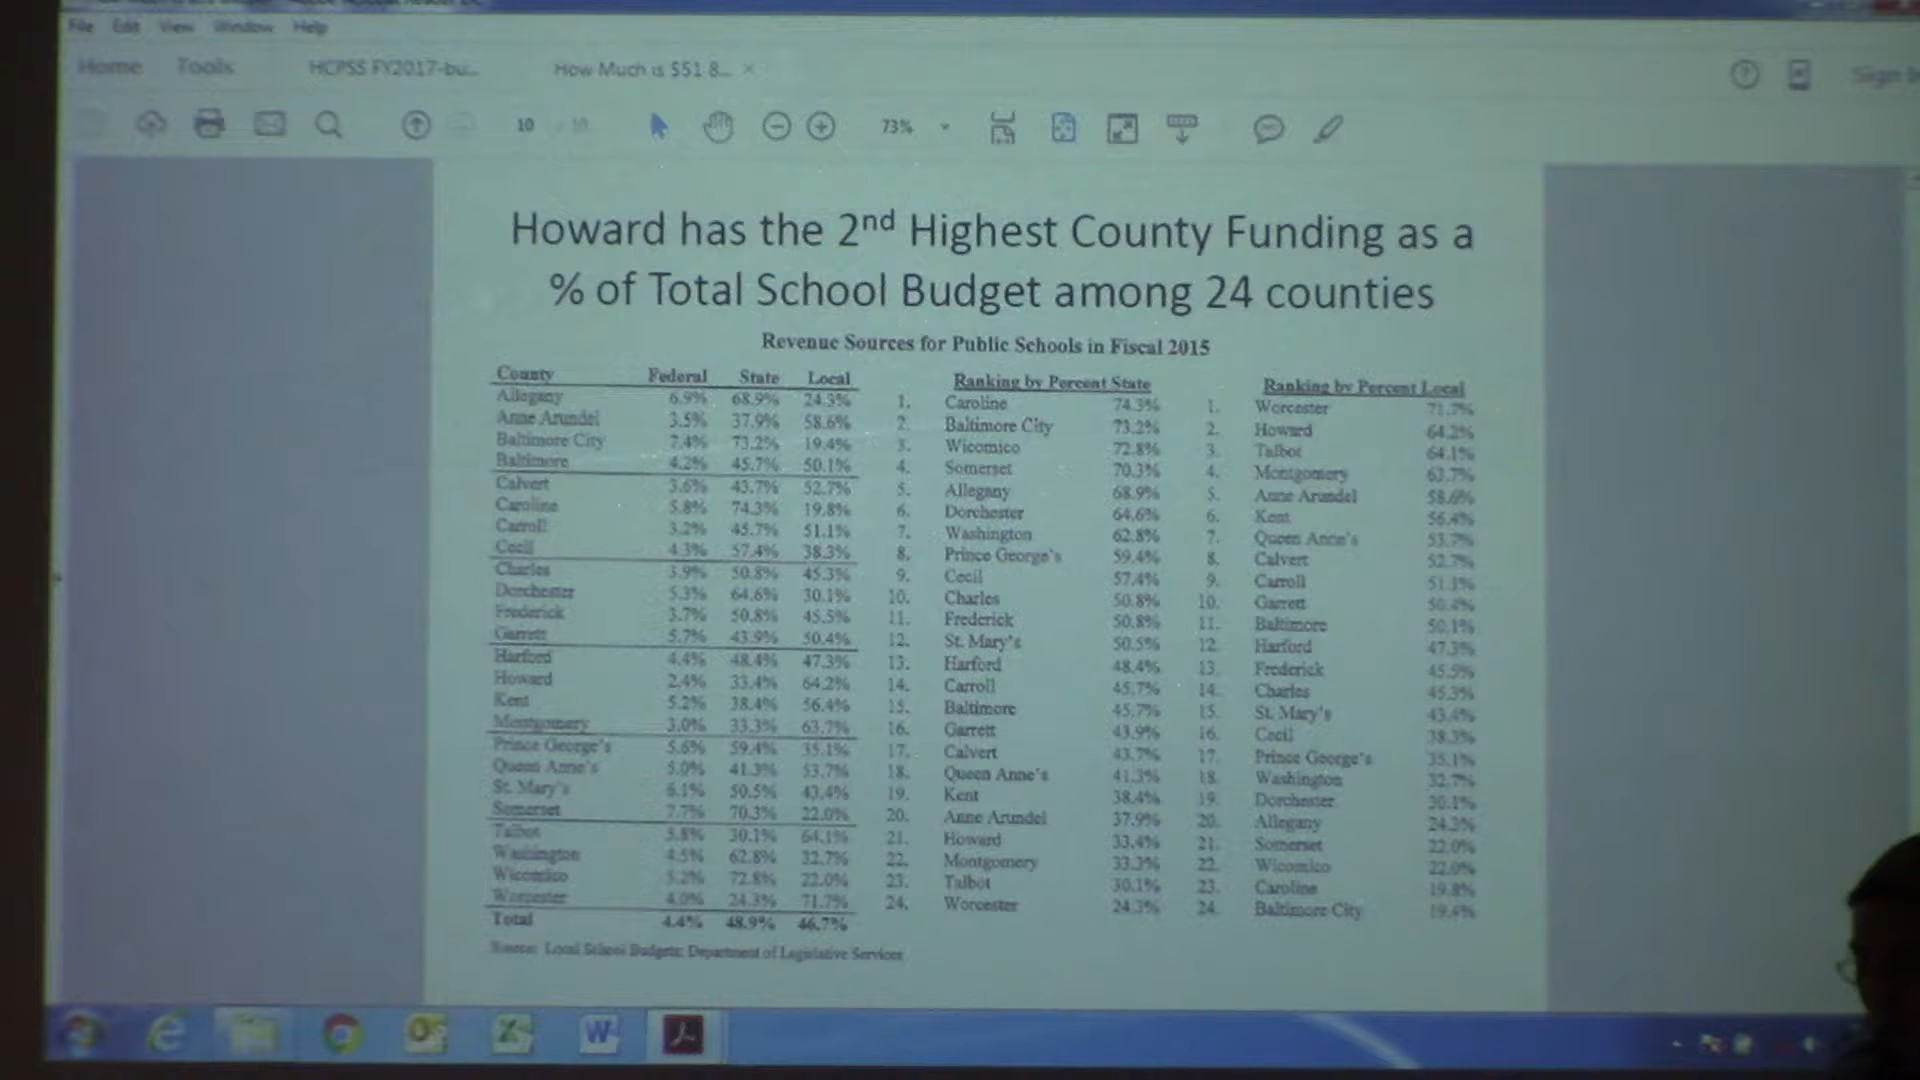 File Edit View Window Help
Home Tools HCPSS FY2017-bu... How Much is $51 8... ×
Sign
10 73%
Howard has the 2nd Highest County Funding as a
% of Total School Budget among 24 counties
Revenue Sources for Public Schools in Fiscal 2015
County Federal State Local Ranking by Percent State Ranking by Percent Local
Allegany 6.9% 68.9% 24.3% 1. Caroline 74.3% 1. Worcester 71.7%
Anne Arundel 3.5% 37.9% 58.6% 2. Baltimore City 73.2% 2. Howard 64.2%
Baltimore City 7.4% 73.2% 19.4% 3. Wicomico 72.8% 3. Talbot 64.1%
Baltimore 4.2% 45.7% 50.1% 4. Somerset 70.3% 4. Montgomery 63.7%
Calvert 3.6% 43.7% 52.7% 5. Allegany 68.9% 5. Anne Arundel 58.6%
Caroline 5.8% 74.3% 19.8% 6. Dorchester 64.6% 6. Kent 56.4%
Carroll 3.2% 45.7% 51.1% 7. Washington 62.8% 7. Queen Anne's 53.7%
Cecil 4.3% 57.4% 38.3% 8. Prince George's 59.4% 8. Calvert 52.7%
Charles 3.9% 50.8% 45.3% 9. Cecil 57.4% 9. Carroll 51.1%
Dorchester 5.3% 64.6% 30.1% 10. Charles 50.8% 10. Garrett 50.4%
Frederick 3.7% 50.8% 45.5% 11. Frederick 50.8% 11. Baltimore 50.1%
Garrett 5.7% 43.9% 50.4% 12. St. Mary's 50.5% 12. Harford 47.3%
Harford 4.4% 48.4% 47.3% 13. Harford 48.4% 13. Frederick 45.5%
Howard 2.4% 33.4% 64.2% 14. Carroll 45.7% 14. Charles 45.3%
Kent 5.2% 38.4% 56.4% 15. Baltimore 45.7% 15. St. Mary's 43.4%
Montgomery 3.0% 33.3% 63.7% 16. Garrett 43.9% 16. Cecil 38.3%
Prince George's 5.6% 59.4% 35.1% 17. Calvert 43.7% 17. Prince George's 35.1%
Queen Anne's 5.0% 41.3% 53.7% 18. Queen Anne's 41.3% 18. Washington 32.7%
St. Mary's 6.1% 50.5% 43.4% 19. Kent 38.4% 19. Dorchester 30.1%
Somerset 7.7% 70.3% 22.0% 20. Anne Arundel 37.9% 20. Allegany 24.3%
Talbot 5.8% 30.1% 64.1% 21. Howard 33.4% 21. Somerset 22.0%
Washington 4.5% 62.8% 32.7% 22. Montgomery 33.3% 22. Wicomico 22.0%
Wicomico 5.2% 72.8% 22.0% 23. Talbot 30.1% 23. Caroline 19.8%
Worcester 4.0% 24.3% 71.7% 24. Worcester 24.3% 24. Baltimore City 19.4%
Total 4.4% 48.9% 46.7%
Source: Local School Budgets; Department of Legislative Services